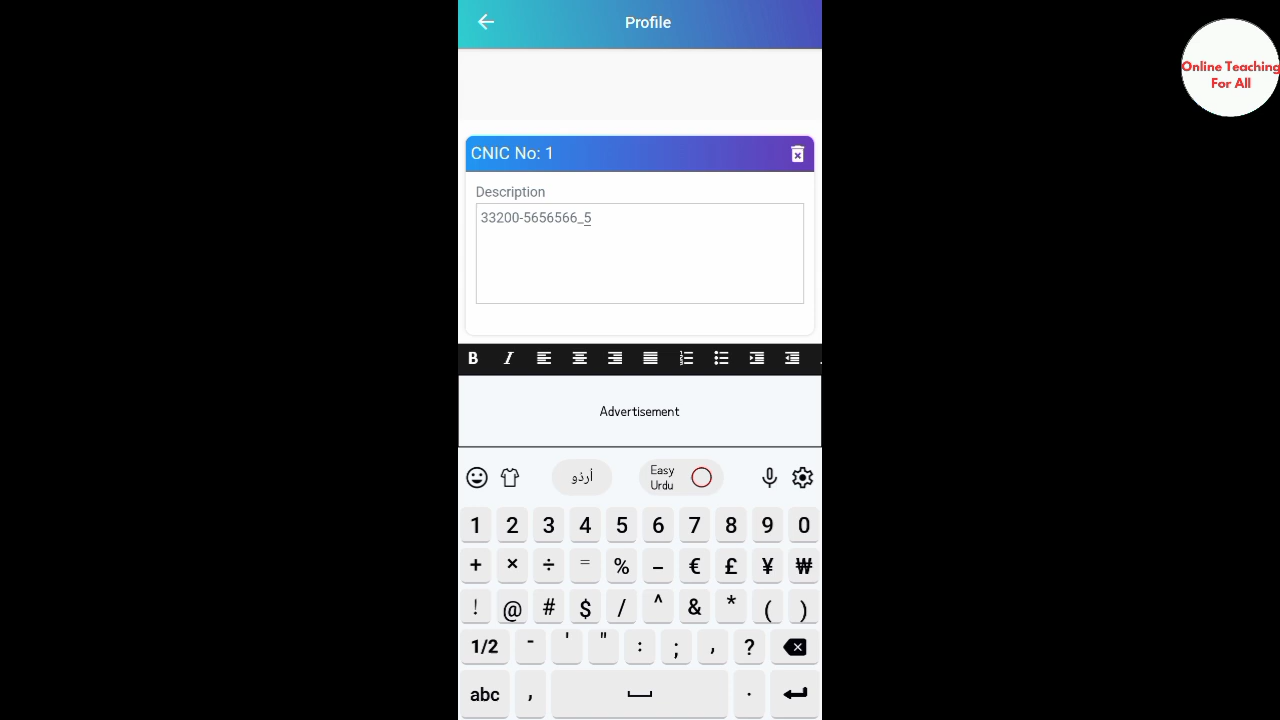 Profile
Online Teaching
For All
CNIC No: 1
Description
33200-5656566_5
B I
Advertisement
اُردُو
Easy
Urdu
1 2 3 4 5 6 7 8 9 0
+ × ÷ = % – € £ ¥ ₩
! @ # $ / ^ & * ( )
1/2 - ' " : ; , ?
abc , .